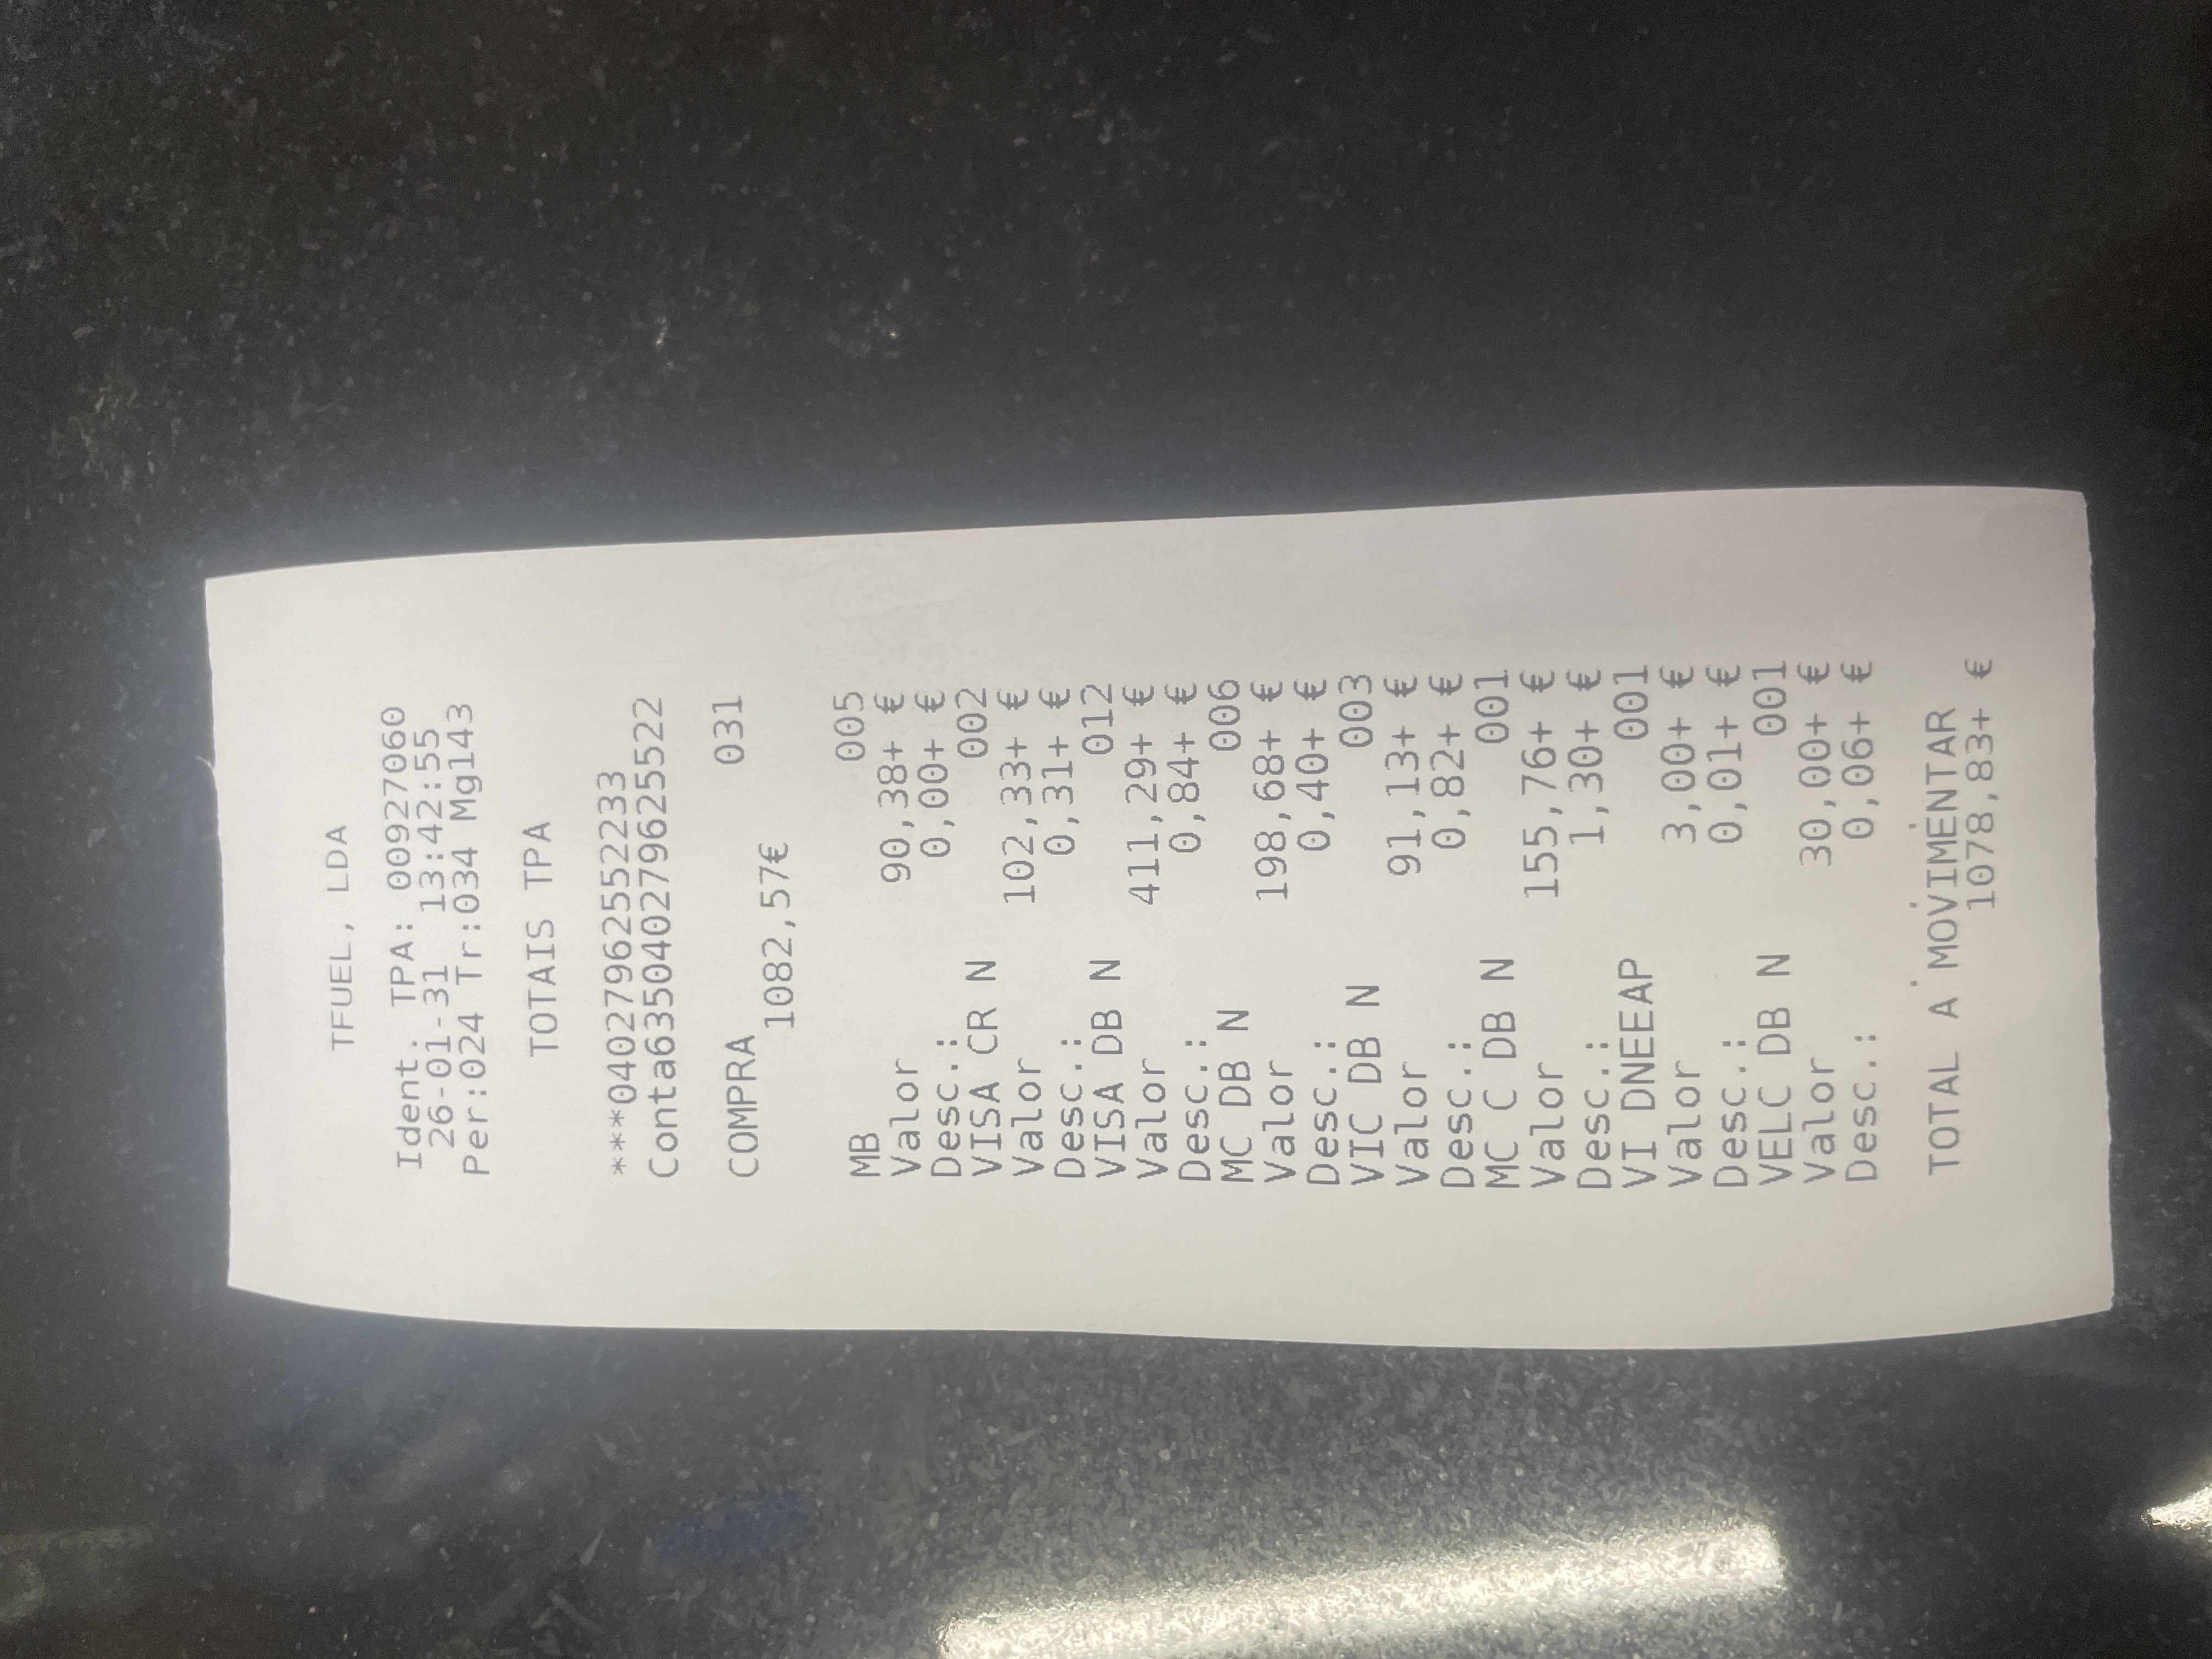 TFUEL, LDA
Ident. TPA: 0092706​0
26-01-31 13:42:55
Per:024 Tr:034 Mg143
TOTAIS TPA
***04027962552233
Conta6350402796255​22
COMPRA 031
1082,57€
MB 005
Valor 90,38+ €
Desc.: 0,00+ €
VISA CR N 002
Valor 102,33+ €
Desc.: 0,31+ €
VISA DB N 012
Valor 411,29+ €
Desc.: 0,84+ €
MC DB N 006
Valor 198,68+ €
Desc.: 0,40+ €
VIC DB N 003
Valor 91,13+ €
Desc.: 0,82+ €
MC C DB N 001
Valor 155,76+ €
Desc.: 1,30+ €
VI DNEEAP 001
Valor 3,00+ €
Desc.: 0,01+ €
VELC DB N 001
Valor 30,00+ €
Desc.: 0,06+ €
TOTAL A MOVIMENTAR
1078,83+ €